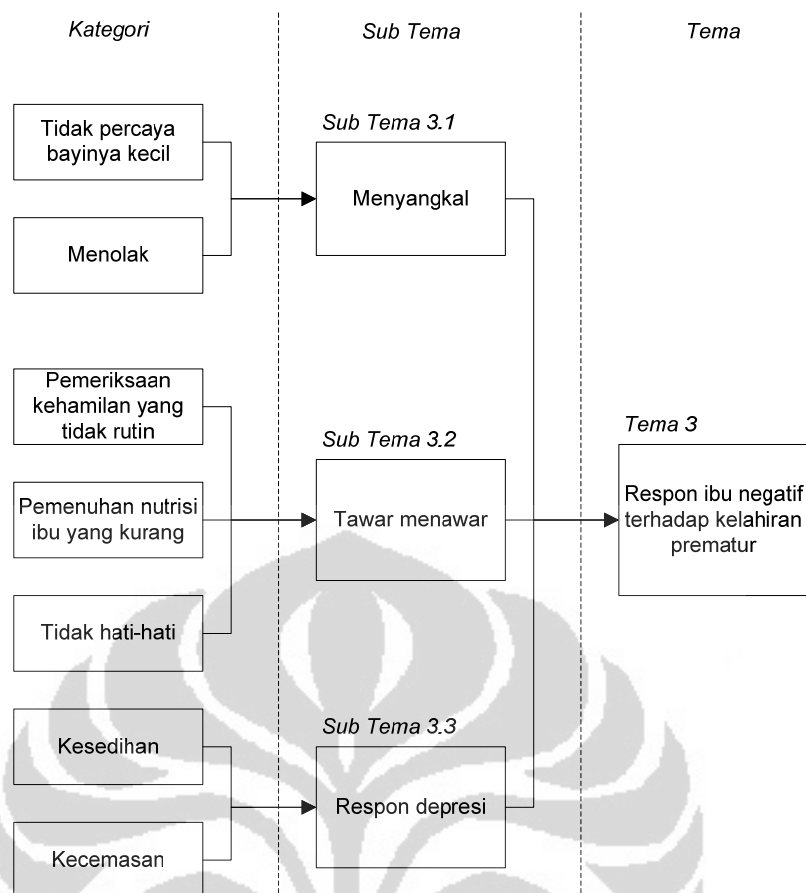 Kategori
Sub Tema
Tema
Tidak percaya
bayinya kecil
Menolak
Sub Tema 3.1
Menyangkal
Pemeriksaan
kehamilan yang
tidak rutin
Pemenuhan nutrisi
ibu yang kurang
Tidak hati-hati
Sub Tema 3.2
Tawar menawar
Kesedihan
Kecemasan
Sub Tema 3.3
Respon depresi
Tema 3
Respon ibu negatif
terhadap kelahiran
prematur